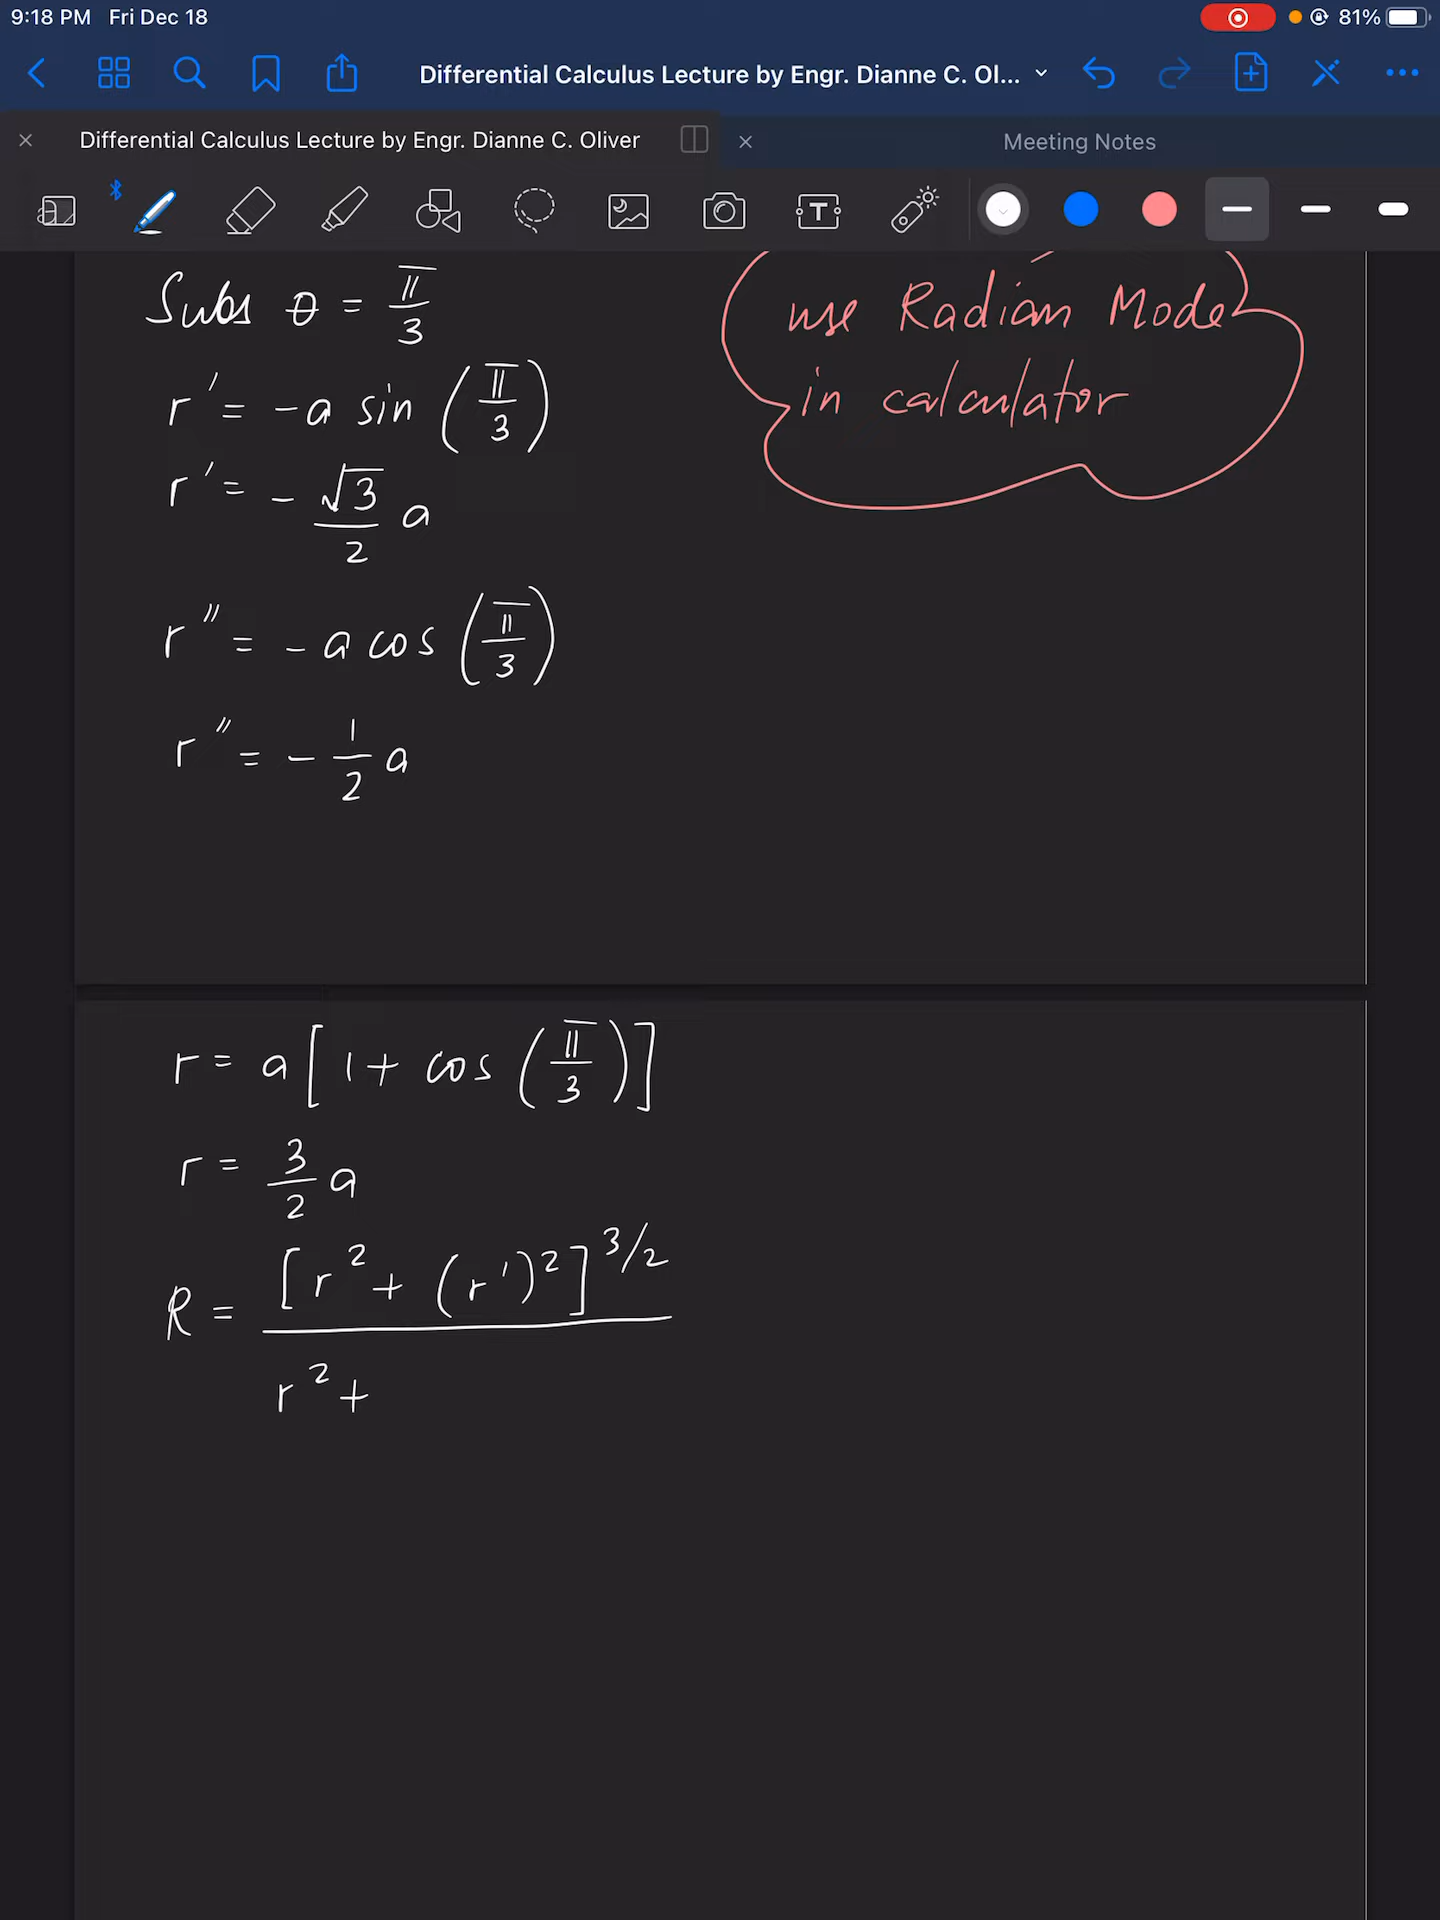 9:18 PM Fri Dec 18 81%
Differential Calculus Lecture by Engr. Dianne C. Ol...
Differential Calculus Lecture by Engr. Dianne C. Oliver
Meeting Notes
T
Subs θ = π/3
use Radian Mode
in calculator
r' = -a sin (π/3)
r' = - √3/2 a
r'' = -a cos (π/3)
r'' = - 1/2 a
r = a[1 + cos (π/3)]
r = 3/2 a
R = [r² + (r')²]^3/2
r² +